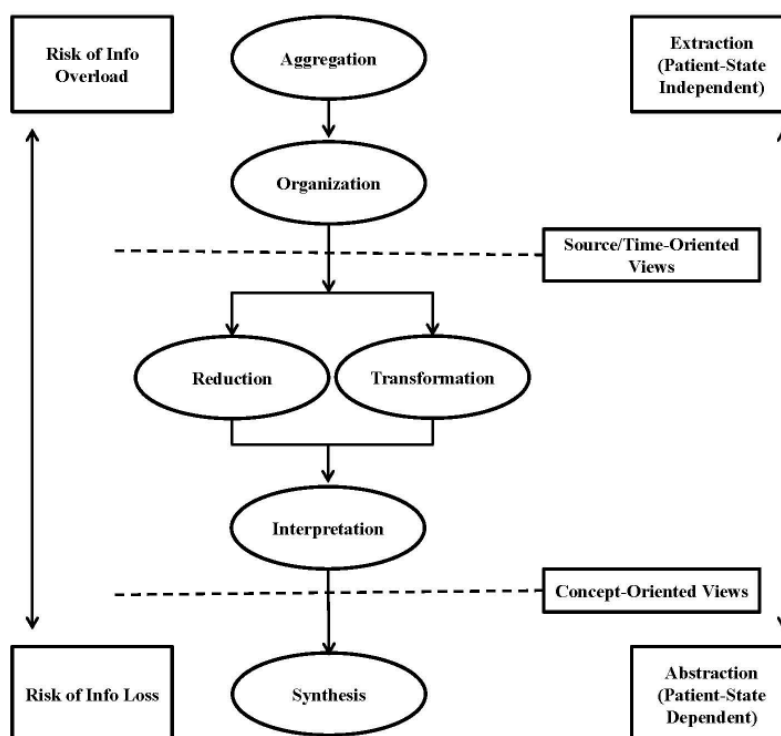 Risk of Info
Overload
Aggregation
Extraction
(Patient-State
Independent)
Organization
Source/Time-Oriented
Views
Reduction
Transformation
Interpretation
Concept-Oriented Views
Risk of Info Loss
Synthesis
Abstraction
(Patient-State
Dependent)